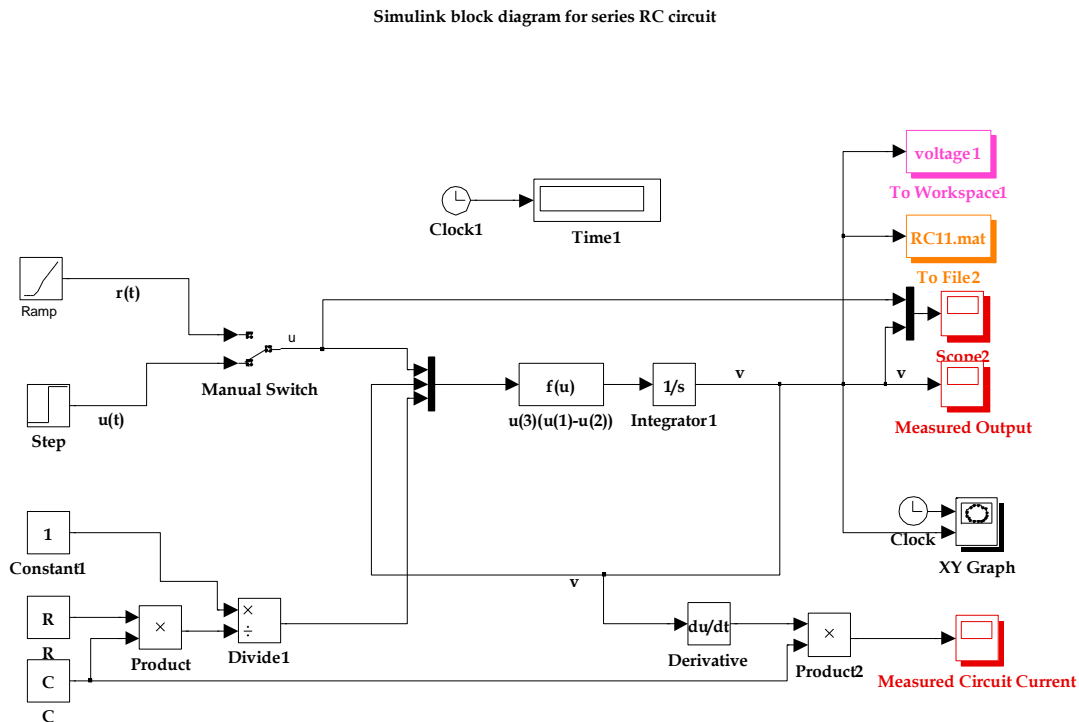 Simulink block diagram for series RC circuit
voltage1
To Workspace1
Clock1
Time1
RC11.mat
To File2
Ramp
r(t)
u
Manual Switch
Scope2
Step
u(t)
f(u)
u(3)(u(1)-u(2))
1/s
Integrator1
v
v
Measured Output
1
Constant1
Clock
XY Graph
v
R
R
×
Product
×
÷
Divide1
du/dt
Derivative
×
Product2
Measured Circuit Current
C
C